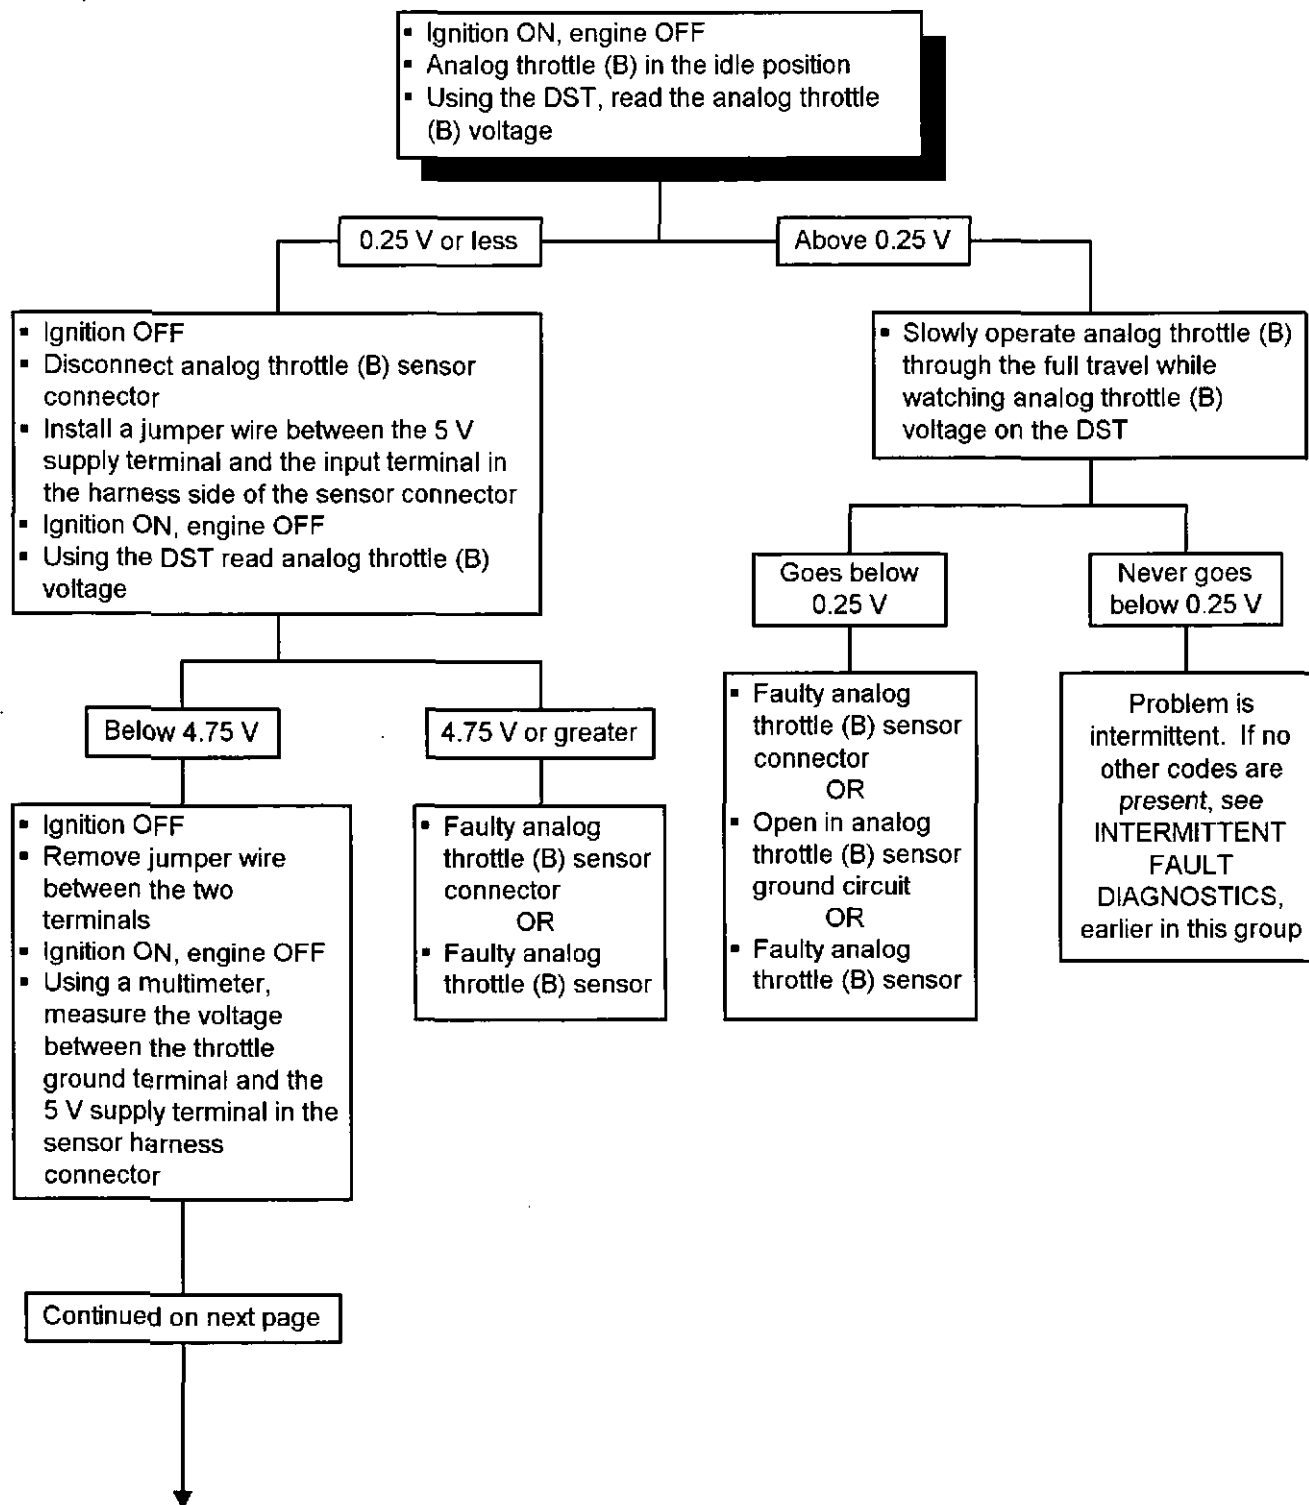 ▪ Ignition ON, engine OFF
▪ Analog throttle (B) in the idle position
▪ Using the DST, read the analog throttle
(B) voltage
0.25 V or less
Above 0.25 V
▪ Ignition OFF
▪ Disconnect analog throttle (B) sensor
connector
▪ Install a jumper wire between the 5 V
supply terminal and the input terminal in
the harness side of the sensor connector
▪ Ignition ON, engine OFF
▪ Using the DST read analog throttle (B)
voltage
▪ Slowly operate analog throttle (B)
through the full travel while
watching analog throttle (B)
voltage on the DST
Below 4.75 V
4.75 V or greater
Goes below
0.25 V
Never goes
below 0.25 V
▪ Ignition OFF
▪ Remove jumper wire
between the two
terminals
▪ Ignition ON, engine OFF
▪ Using a multimeter,
measure the voltage
between the throttle
ground terminal and the
5 V supply terminal in the
sensor harness
connector
▪ Faulty analog
throttle (B) sensor
connector
OR
▪ Faulty analog
throttle (B) sensor
▪ Faulty analog
throttle (B) sensor
connector
OR
▪ Open in analog
throttle (B) sensor
ground circuit
OR
▪ Faulty analog
throttle (B) sensor
Problem is
intermittent. If no
other codes are
present, see
INTERMITTENT
FAULT
DIAGNOSTICS,
earlier in this group
Continued on next page